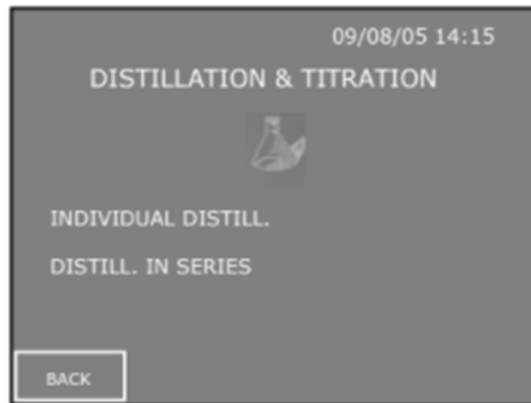 09/08/05 14:15
DISTILLATION & TITRATION
INDIVIDUAL DISTILL.
DISTILL. IN SERIES
BACK